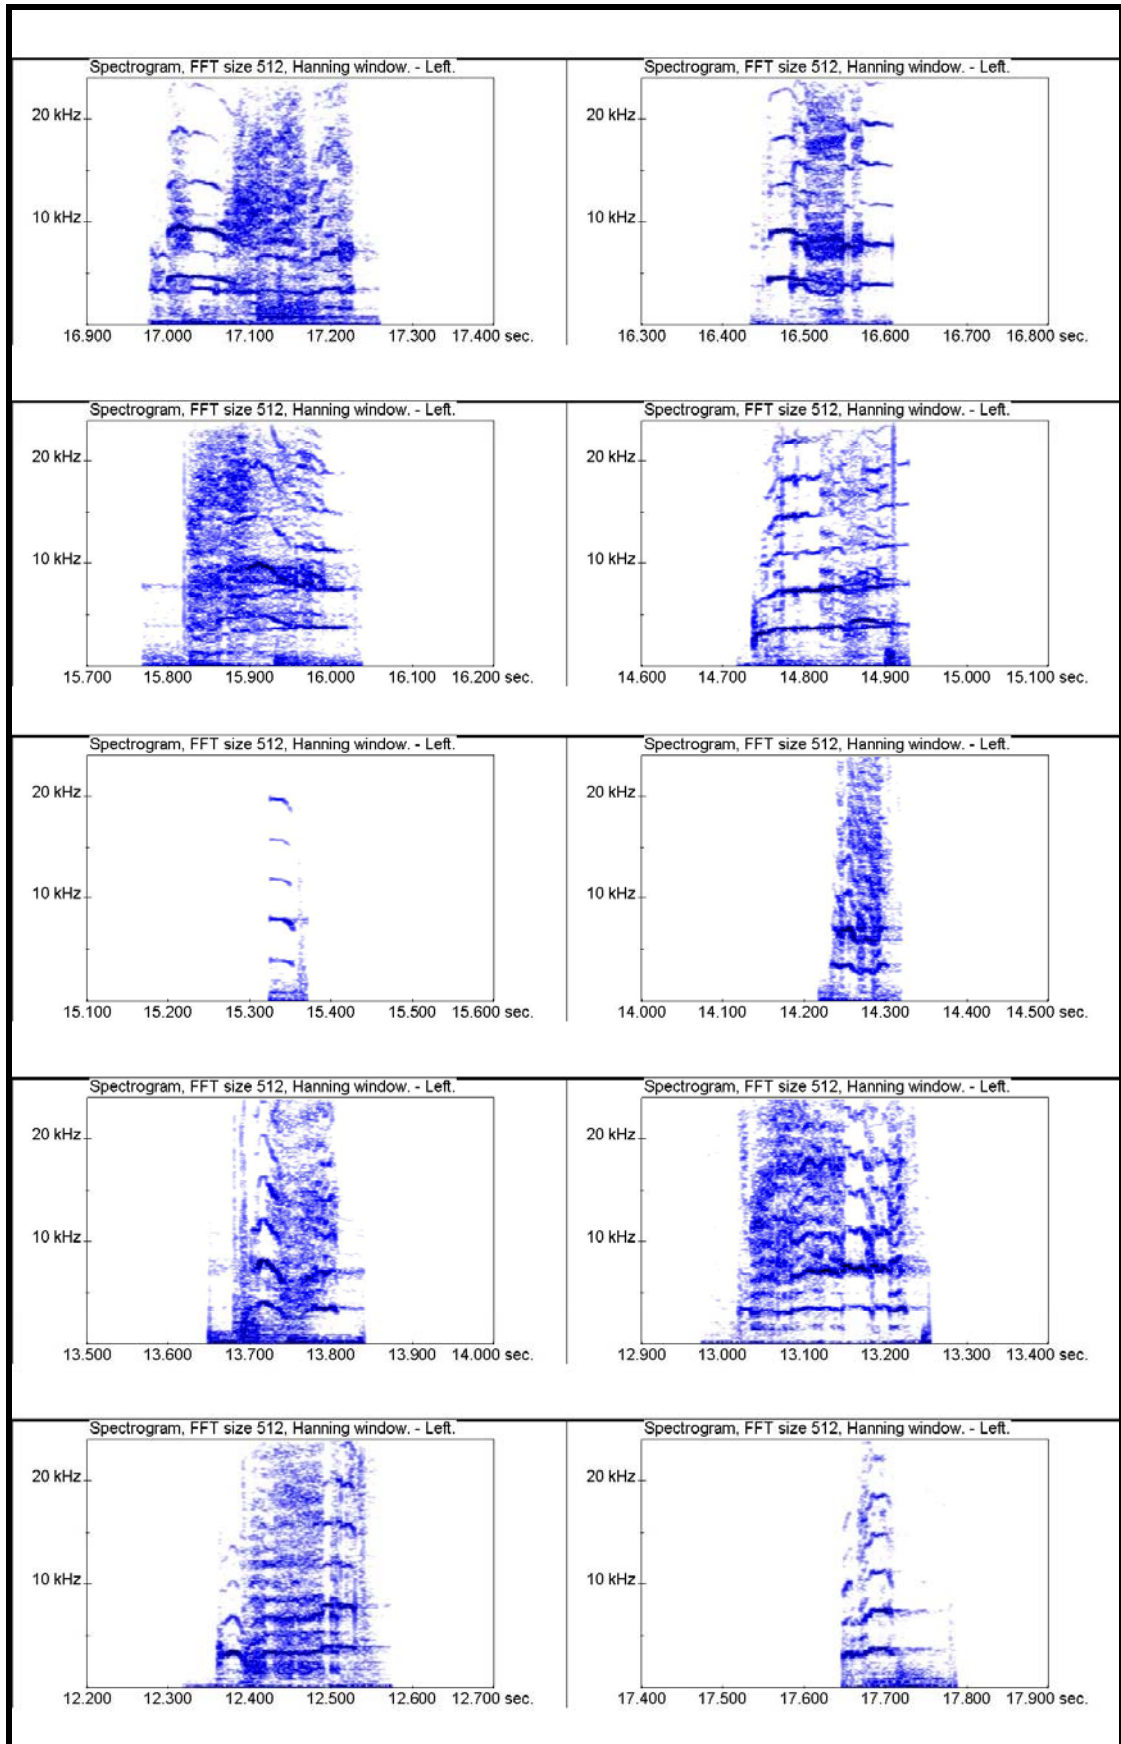 Spectrogram, FFT size 512, Hanning window. - Left.
20 kHz
10 kHz
16.900 17.000 17.100 17.200 17.300 17.400 sec.
Spectrogram, FFT size 512, Hanning window. - Left.
20 kHz
10 kHz
16.300 16.400 16.500 16.600 16.700 16.800 sec.
Spectrogram, FFT size 512, Hanning window. - Left.
20 kHz
10 kHz
15.700 15.800 15.900 16.000 16.100 16.200 sec.
Spectrogram, FFT size 512, Hanning window. - Left.
20 kHz
10 kHz
14.600 14.700 14.800 14.900 15.000 15.100 sec.
Spectrogram, FFT size 512, Hanning window. - Left.
20 kHz
10 kHz
15.100 15.200 15.300 15.400 15.500 15.600 sec.
Spectrogram, FFT size 512, Hanning window. - Left.
20 kHz
10 kHz
14.000 14.100 14.200 14.300 14.400 14.500 sec.
Spectrogram, FFT size 512, Hanning window. - Left.
20 kHz
10 kHz
13.500 13.600 13.700 13.800 13.900 14.000 sec.
Spectrogram, FFT size 512, Hanning window. - Left.
20 kHz
10 kHz
12.900 13.000 13.100 13.200 13.300 13.400 sec.
Spectrogram, FFT size 512, Hanning window. - Left.
20 kHz
10 kHz
12.200 12.300 12.400 12.500 12.600 12.700 sec.
Spectrogram, FFT size 512, Hanning window. - Left.
20 kHz
10 kHz
17.400 17.500 17.600 17.700 17.800 17.900 sec.